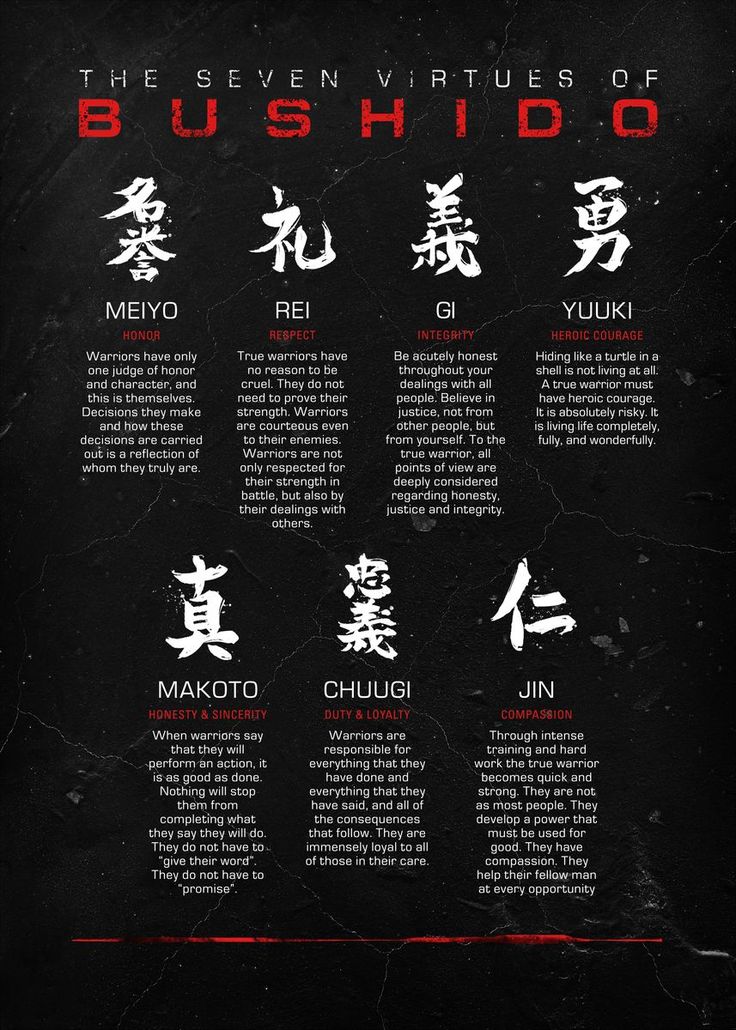 THE SEVEN VIRTUES OF
BUSHIDO
名誉
MEIYO
HONOR
Warriors have only
one judge of honor
and character, and
this is themselves.
Decisions they make
and how these
decisions are carried
out is a reflection of
whom they truly are.
礼
REI
RESPECT
True warriors have
no reason to be
cruel. They do not
need to prove their
strength. Warriors
are courteous even
to their enemies.
Warriors are not
only respected for
their strength in
battle, but also by
their dealings with
others.
義
GI
INTEGRITY
Be acutely honest
throughout your
dealings with all
people. Believe in
justice, not from
other people, but
from yourself. To the
true warrior, all
points of view are
deeply considered
regarding honesty,
justice and integrity.
勇
YUUKI
HEROIC COURAGE
Hiding like a turtle in a
shell is not living at all.
A true warrior must
have heroic courage.
It is absolutely risky. It
is living life completely,
fully, and wonderfully.
真
MAKOTO
HONESTY & SINCERITY
When warriors say
that they will
perform an action, it
is as good as done.
Nothing will stop
them from
completing what
they say they will do.
They do not have to
“give their word”.
They do not have to
“promise”.
忠義
CHUUGI
DUTY & LOYALTY
Warriors are
responsible for
everything that they
have done and
everything that they
have said, and all of
the consequences
that follow. They are
immensely loyal to all
of those in their care.
仁
JIN
COMPASSION
Through intense
training and hard
work the true warrior
becomes quick and
strong. They are not
as most people. They
develop a power that
must be used for
good. They have
compassion. They
help their fellow man
at every opportunity